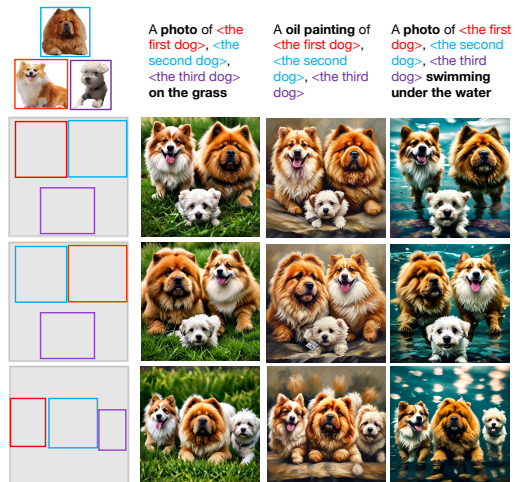 A photo of <the
first dog>, <the
second dog>,
<the third dog>
on the grass
A oil painting of
<the first dog>,
<the second
dog>, <the third
dog>
A photo of <the first
dog>, <the second
dog>, <the third
dog> swimming
under the water